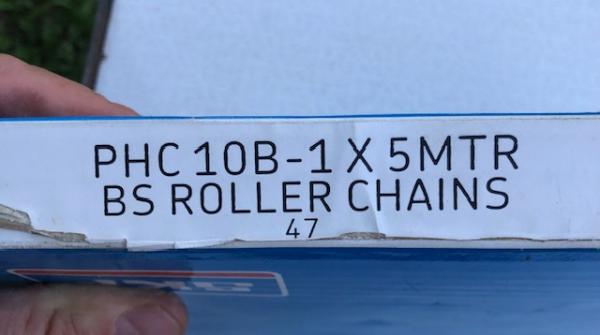 PHC 10B-1 X 5MTR
BS ROLLER CHAINS
47